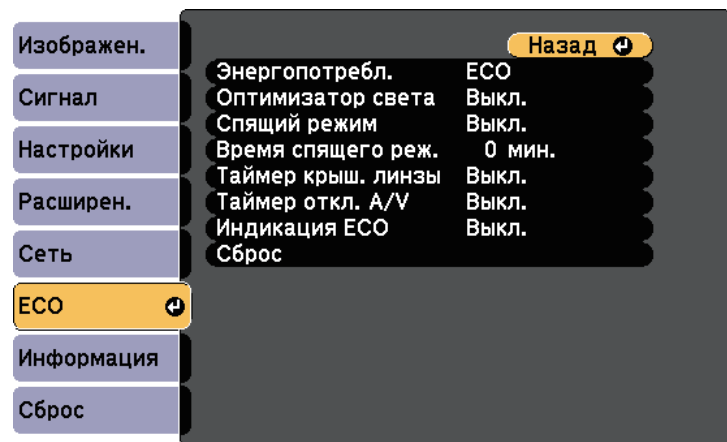 Изображен.
Сигнал
Настройки
Расширен.
Сеть
ECO
Информация
Сброс
Назад
Энергопотребл. ECO
Оптимизатор света Выкл.
Спящий режим Выкл.
Время спящего реж. 0 мин.
Таймер крыш. линзы Выкл.
Таймер откл. A/V Выкл.
Индикация ECO Выкл.
Сброс